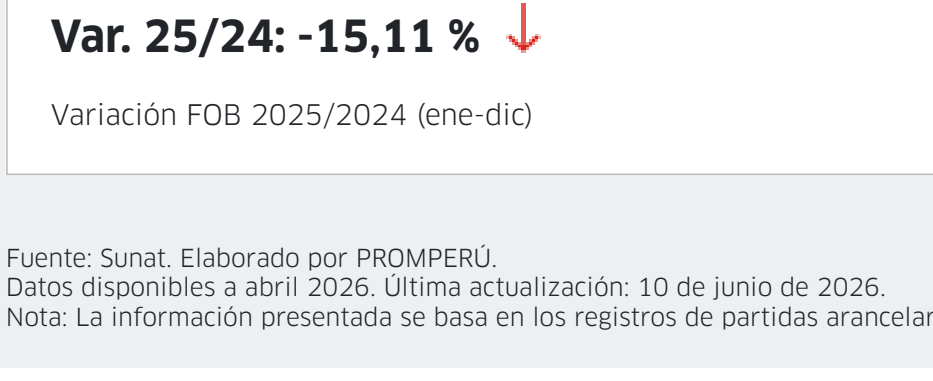 Var. 25/24: -15,11 %
Variación FOB 2025/2024 (ene-dic)
Fuente: Sunat. Elaborado por PROMPERÚ.
Datos disponibles a abril 2026. Última actualización: 10 de junio de 2026.
Nota: La información presentada se basa en los registros de partidas arancelar